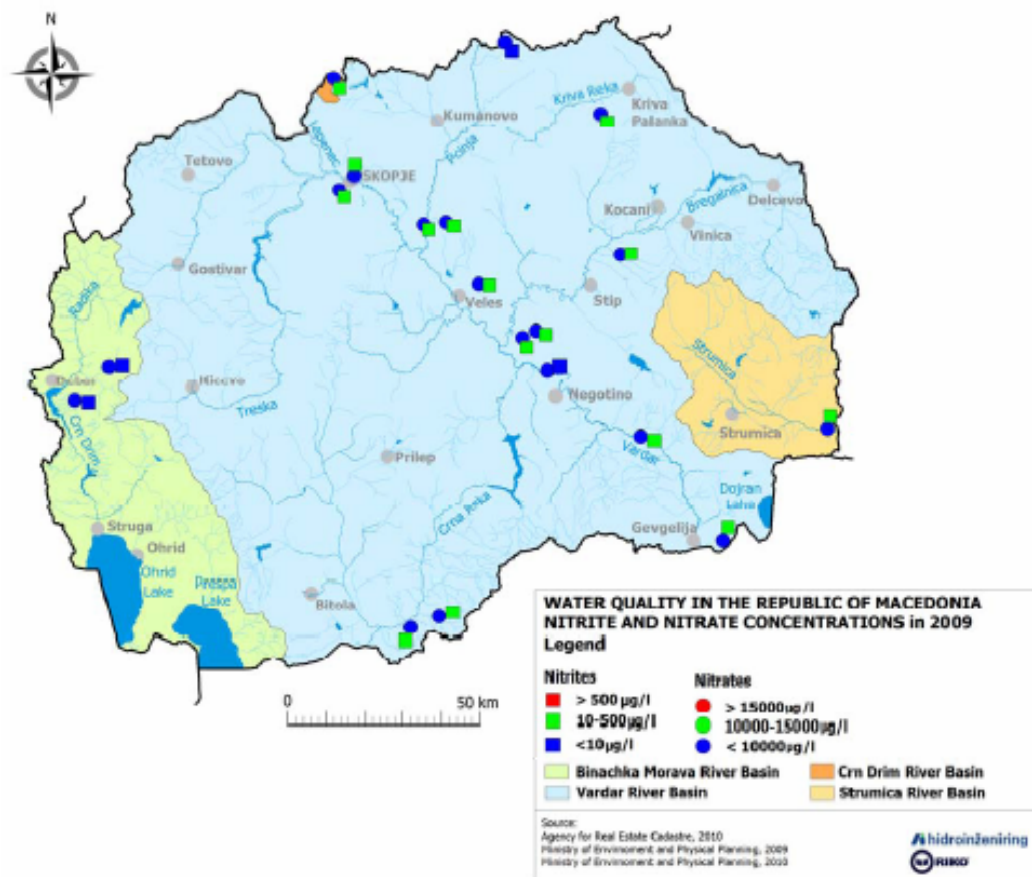 N
Kriva Reka
Kriva
Palanka
Kumanovo
Lepenec
Pcinja
Tetovo
SKOPJE
Bregalnica
Delcevo
Kocani
Vinica
Gostivar
Radika
Stip
Veles
Strumica
Negotino
Treska
Crn Drim
Strumica
Vardar
Prilep
Dojran
Crna Reka
Gevgelija
Struga
Ohrid
Ohrid
Lake
Prespa
Lake
Bitola
0 50 km
WATER QUALITY IN THE REPUBLIC OF MACEDONIA
NITRITE AND NITRATE CONCENTRATIONS in 2009
Legend
Nitrites Nitrates
> 500 µg/l > 15000µg/l
10-500µg/l 10000-15000µg/l
<10µg/l < 10000µg/l
Binachka Morava River Basin Crn Drim River Basin
Vardar River Basin Strumica River Basin
Source:
Agency for Real Estate Cadastre, 2010
Ministry of Environment and Physical Planning, 2009
Ministry of Environment and Physical Planning, 2010
hidroinženiring
RIKO